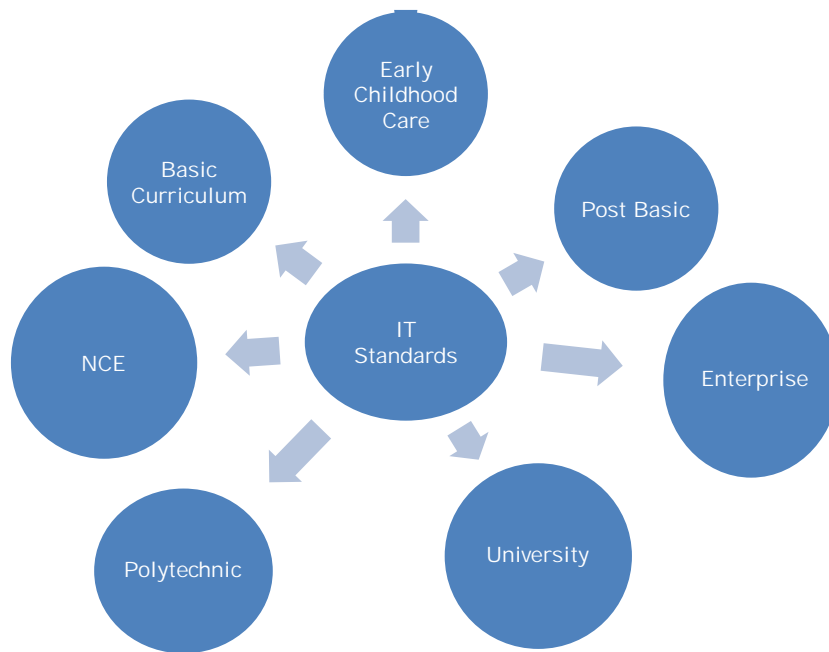 Early
Childhood
Care
Basic
Curriculum
Post Basic
IT
Standards
NCE
Enterprise
University
Polytechnic